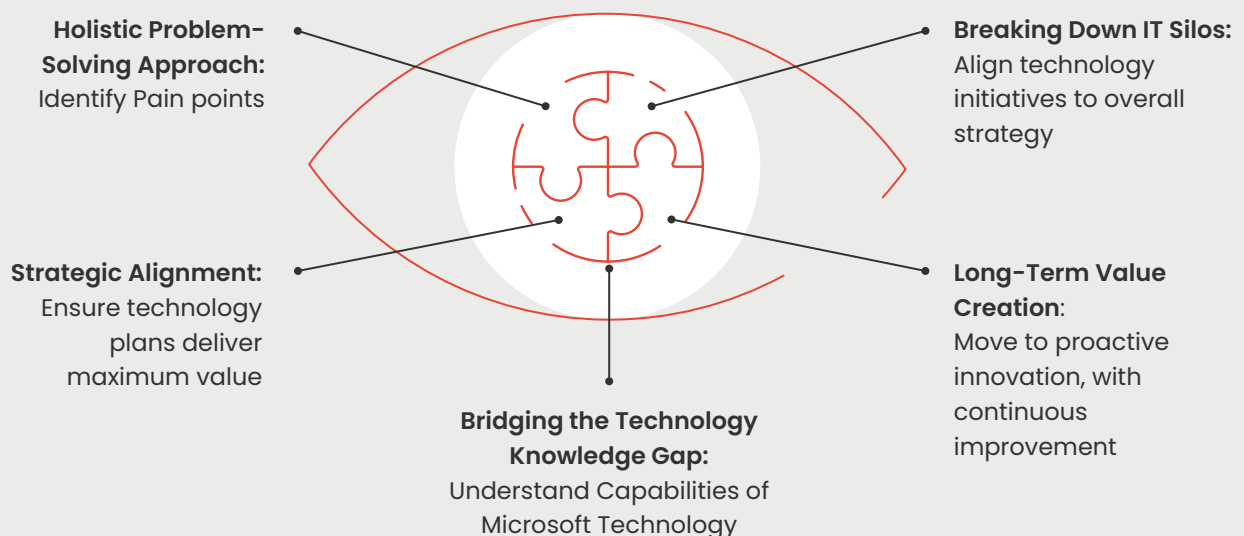 Holistic Problem-
Solving Approach:
Identify Pain points
Breaking Down IT Silos:
Align technology
initiatives to overall
strategy
Strategic Alignment:
Ensure technology
plans deliver
maximum value
Long-Term Value
Creation:
Move to proactive
innovation, with
continuous
improvement
Bridging the Technology
Knowledge Gap:
Understand Capabilities of
Microsoft Technology